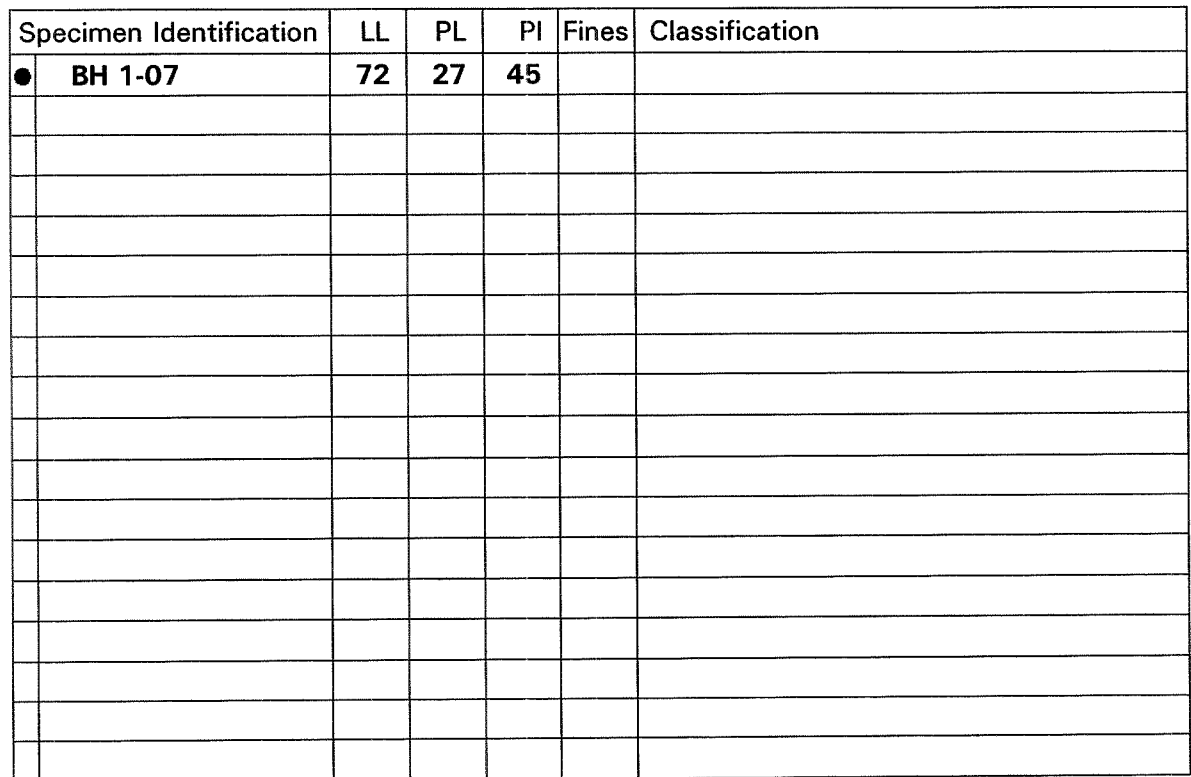 Specimen Identification LL PL PI Fines Classification
● BH 1-07 72 27 45